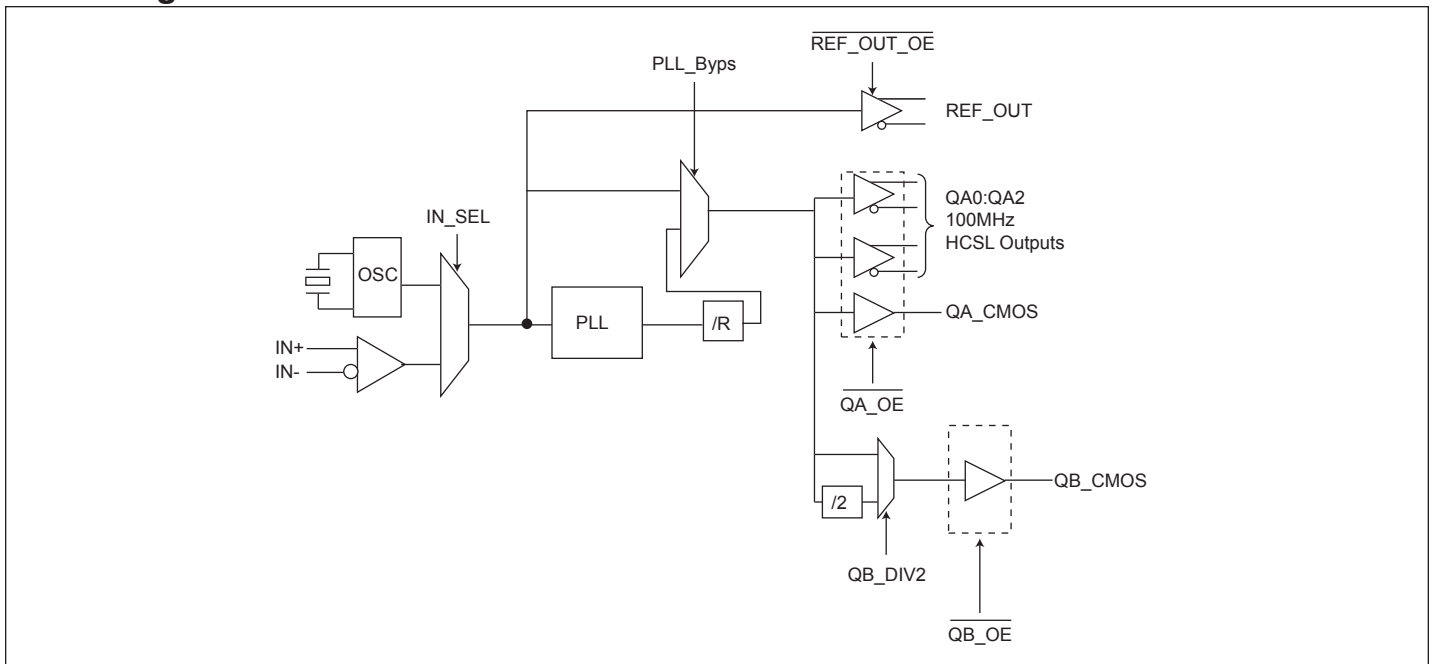 REF_OUT_OE
PLL_Byps
REF_OUT
IN_SEL
QA0:QA2
100MHz
HCSL Outputs
OSC
PLL
/R
QA_CMOS
IN+
IN-
QA_OE
/2
QB_CMOS
QB_DIV2
QB_OE